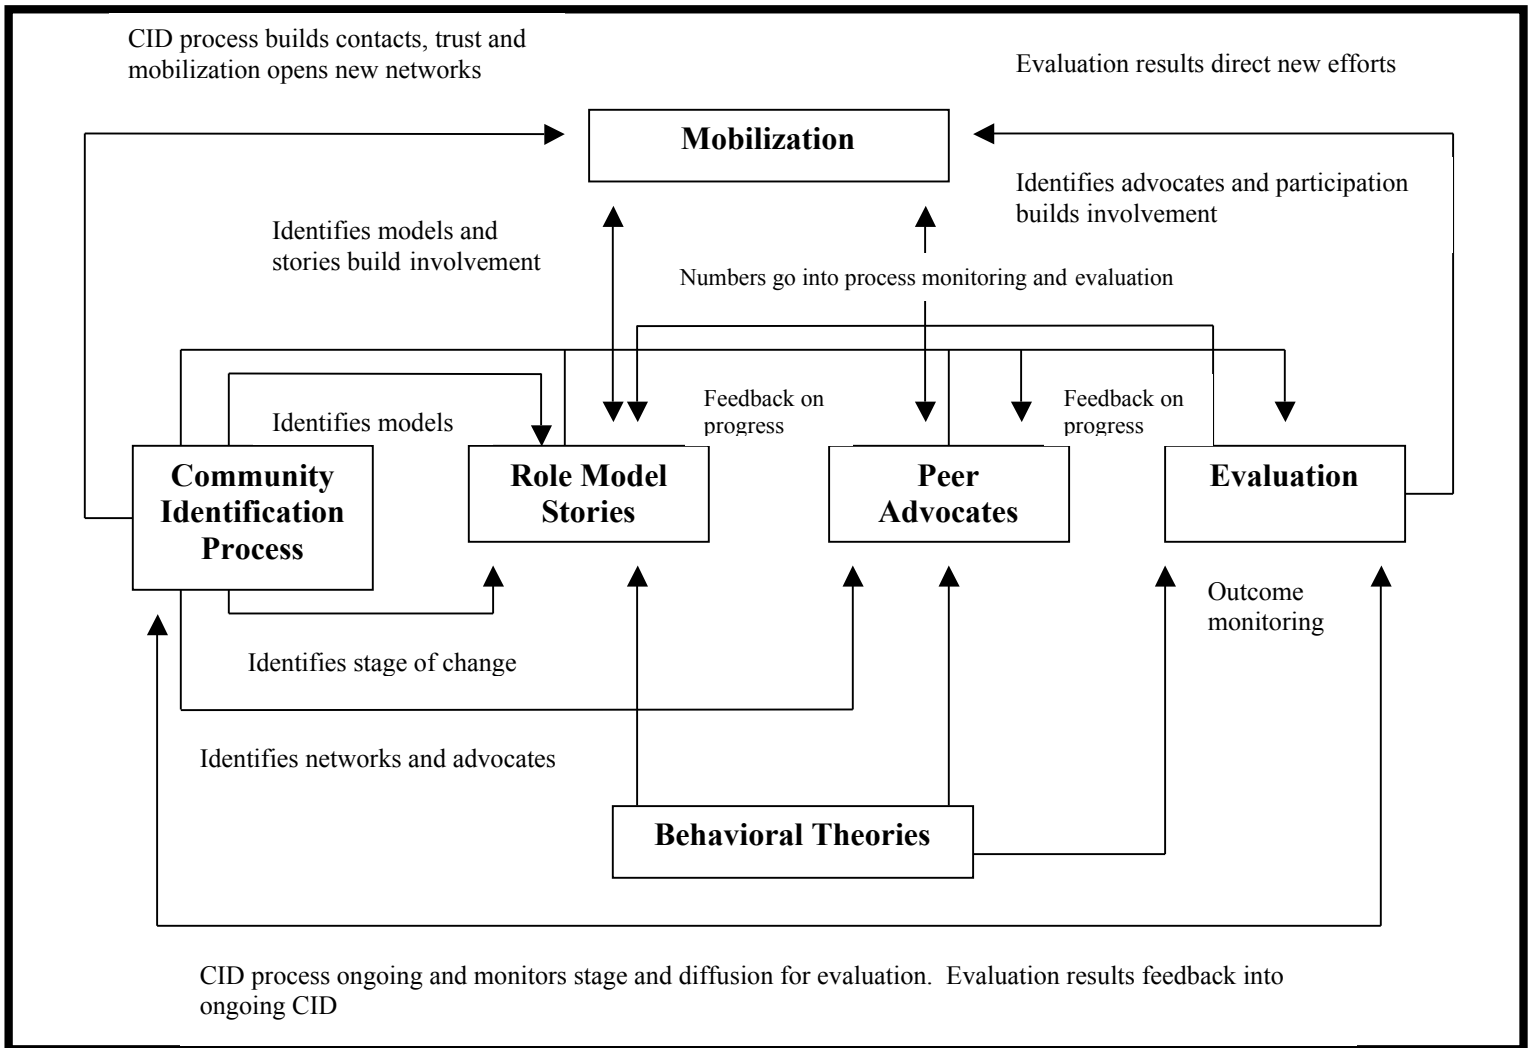 CID process builds contacts, trust and
mobilization opens new networks
Evaluation results direct new efforts
Mobilization
Identifies advocates and participation
builds involvement
Identifies models and
stories build involvement
Numbers go into process monitoring and evaluation
Identifies models
Feedback on
progress
Feedback on
progress
Community
Identification
Process
Role Model
Stories
Peer
Advocates
Evaluation
Outcome
monitoring
Identifies stage of change
Identifies networks and advocates
Behavioral Theories
CID process ongoing and monitors stage and diffusion for evaluation.  Evaluation results feedback into
ongoing CID